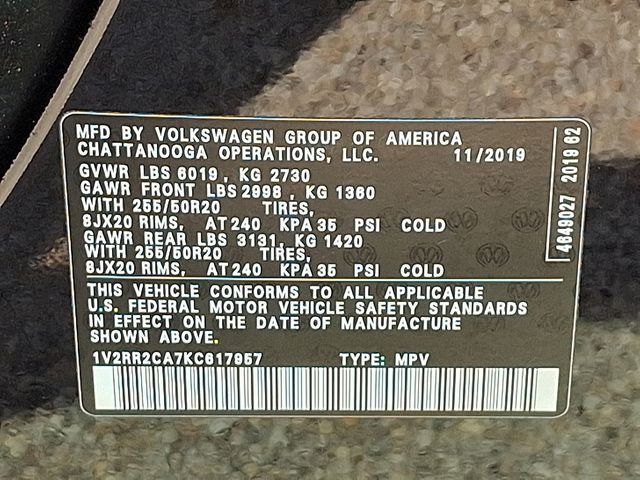 MFD BY VOLKSWAGEN GROUP OF AMERICA
CHATTANOOGA OPERATIONS, LLC. 11/2019
GVWR LBS 6019 , KG 2730
GAWR FRONT LBS 2998 , KG 1360
WITH 255/50R20 TIRES,
8JX20 RIMS, AT 240 KPA 35 PSI COLD
GAWR REAR LBS 3131, KG 1420
WITH 255/50R20 TIRES,
8JX20 RIMS, AT 240 KPA 35 PSI COLD
THIS VEHICLE CONFORMS TO ALL APPLICABLE
U.S. FEDERAL MOTOR VEHICLE SAFETY STANDARDS
IN EFFECT ON THE DATE OF MANUFACTURE
SHOWN ABOVE.
1V2RR2CA7KC617957 TYPE: MPV
4649027 2019 62